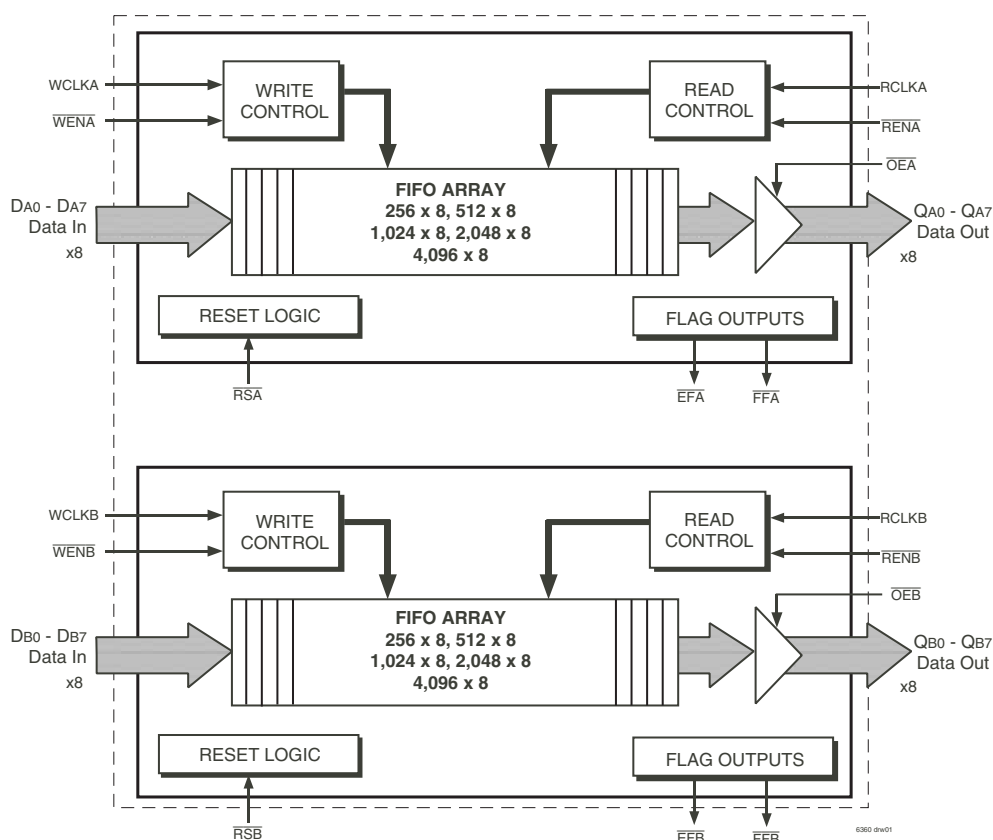 WCLKA
WENA
WRITE
CONTROL
READ
CONTROL
RCLKA
RENA
OEA
DA0 - DA7
Data In
x8
FIFO ARRAY
256 x 8, 512 x 8
1,024 x 8, 2,048 x 8
4,096 x 8
QA0 - QA7
Data Out
x8
RESET LOGIC
FLAG OUTPUTS
RSA
EFA
FFA
WCLKB
WENB
WRITE
CONTROL
READ
CONTROL
RCLKB
RENB
OEB
DB0 - DB7
Data In
x8
FIFO ARRAY
256 x 8, 512 x 8
1,024 x 8, 2,048 x 8
4,096 x 8
QB0 - QB7
Data Out
x8
RESET LOGIC
FLAG OUTPUTS
RSB
EFB
FFB
6360 drw01